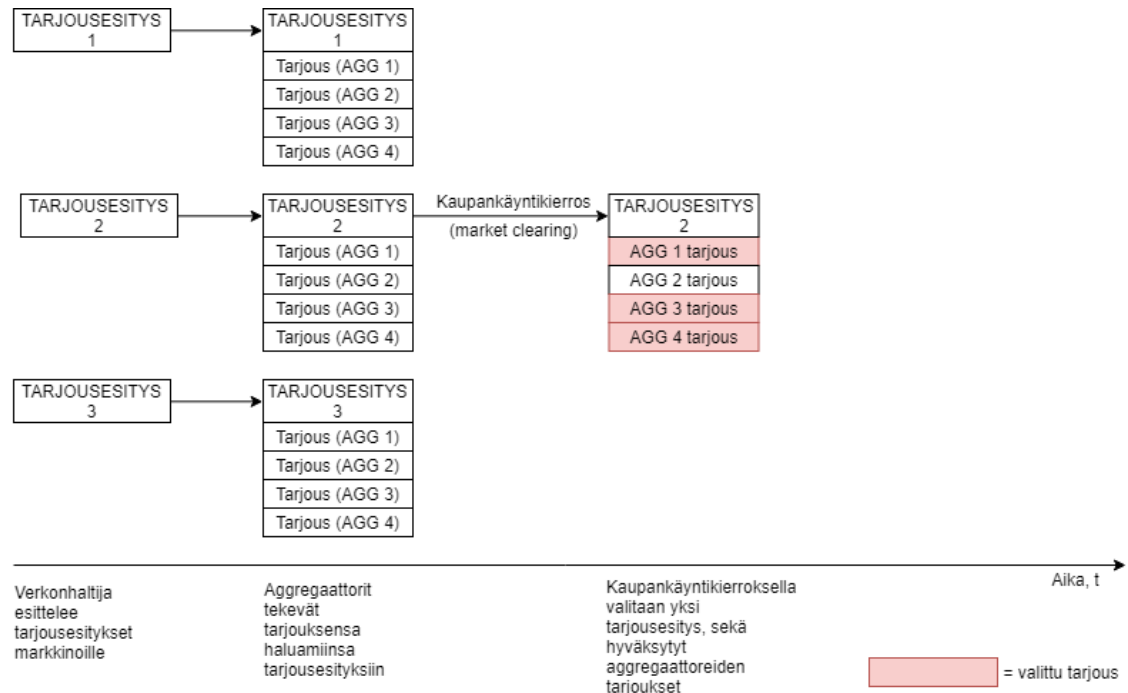 TARJOUSESITYS
1
TARJOUSESITYS
1
Tarjous (AGG 1)
Tarjous (AGG 2)
Tarjous (AGG 3)
Tarjous (AGG 4)
TARJOUSESITYS
2
TARJOUSESITYS
2
Tarjous (AGG 1)
Tarjous (AGG 2)
Tarjous (AGG 3)
Tarjous (AGG 4)
Kaupankäyntikierros
(market clearing)
TARJOUSESITYS
2
AGG 1 tarjous
AGG 2 tarjous
AGG 3 tarjous
AGG 4 tarjous
TARJOUSESITYS
3
TARJOUSESITYS
3
Tarjous (AGG 1)
Tarjous (AGG 2)
Tarjous (AGG 3)
Tarjous (AGG 4)
Aika, t
Verkonhaltija
esittelee
tarjousesitykset
markkinoille
Aggregaattorit
tekevät
tarjouksensa
haluamiinsa
tarjousesityksiin
Kaupankäyntikierroksella
valitaan yksi
tarjousesitys, sekä
hyväksytyt
aggregaattoreiden
tarjoukset
= valittu tarjous